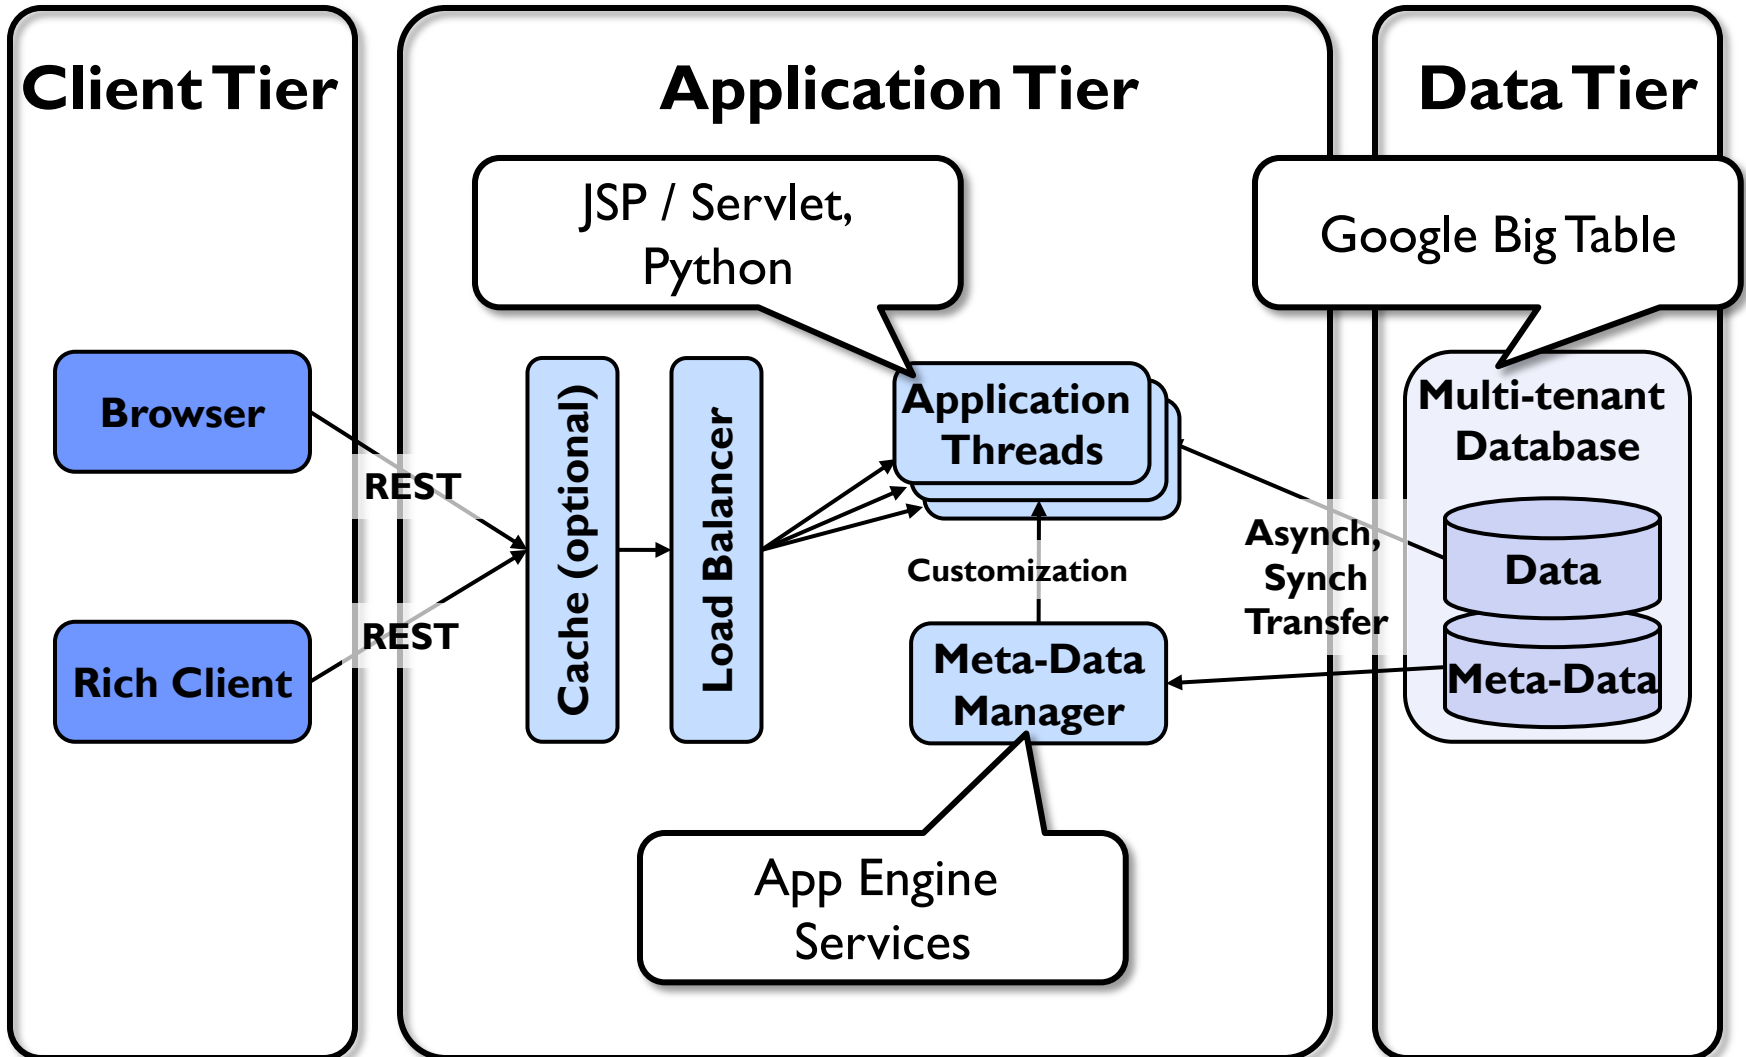 Client Tier
Application Tier
Data Tier
JSP / Servlet,
Python
Google Big Table
Browser
REST
Rich Client
REST
Cache (optional)
Load Balancer
Application
Threads
Customization
Meta-Data
Manager
App Engine
Services
Asynch,
Synch
Transfer
Multi-tenant
Database
Data
Meta-Data